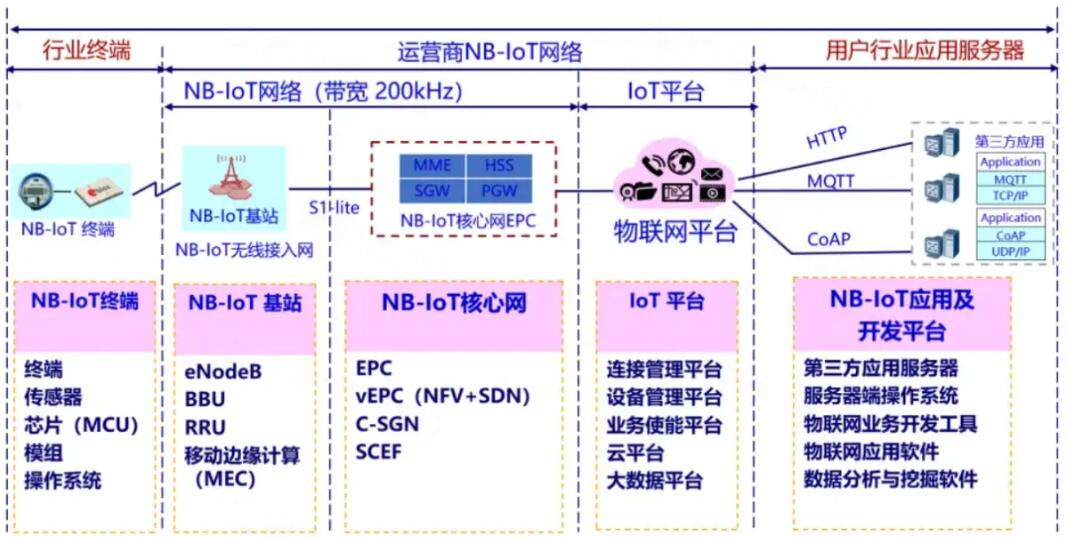 行业终端
运营商NB-IoT网络
用户行业应用服务器
NB-IoT网络（带宽 200kHz）
IoT平台
NB-IoT 终端
NB-IoT基站
NB-IoT无线接入网
S1-lite
MME HSS
SGW PGW
NB-IoT核心网EPC
物联网平台
HTTP
MQTT
CoAP
第三方应用
Application
MQTT
TCP/IP
Application
CoAP
UDP/IP
NB-IoT终端
终端
传感器
芯片（MCU）
模组
操作系统
NB-IoT 基站
eNodeB
BBU
RRU
移动边缘计算
（MEC）
NB-IoT核心网
EPC
vEPC（NFV+SDN）
C-SGN
SCEF
IoT 平台
连接管理平台
设备管理平台
业务使能平台
云平台
大数据平台
NB-IoT应用及
开发平台
第三方应用服务器
服务器端操作系统
物联网业务开发工具
物联网应用软件
数据分析与挖掘软件